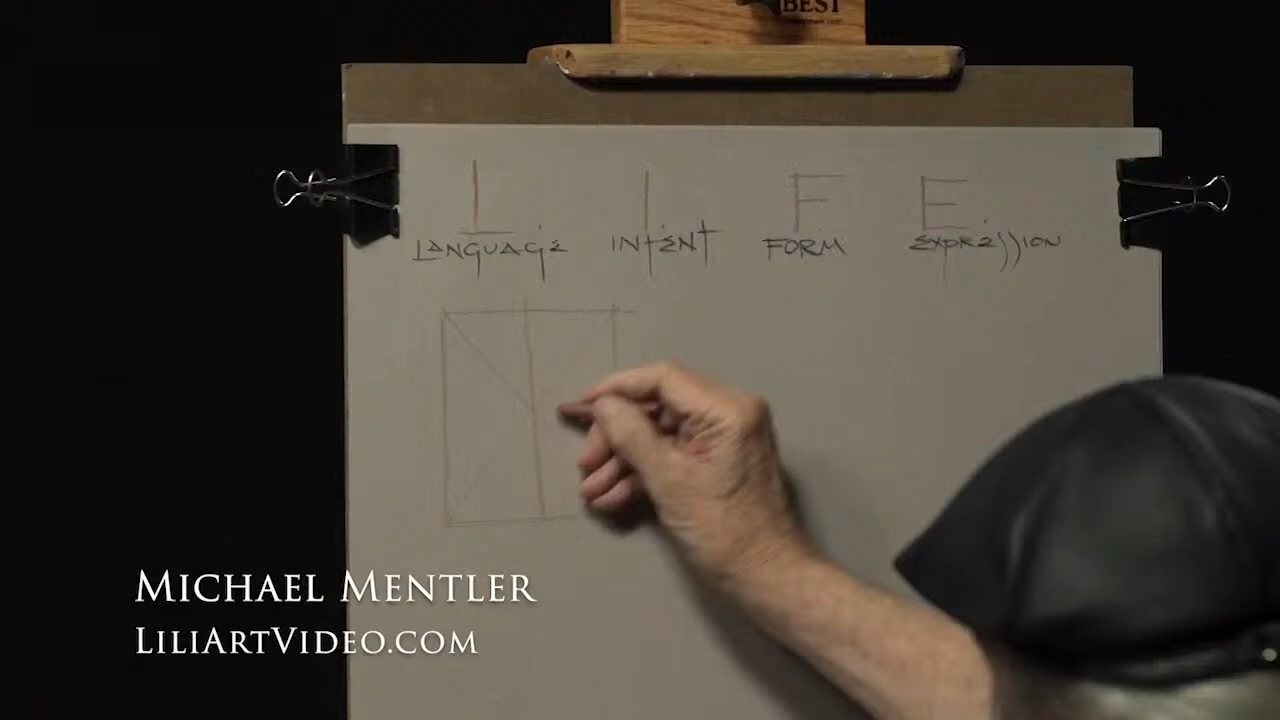 BEST
L I F E
LANGUAGE INTENT FORM EXPRESSION
MICHAEL MENTLER
LILIARTVIDEO.COM